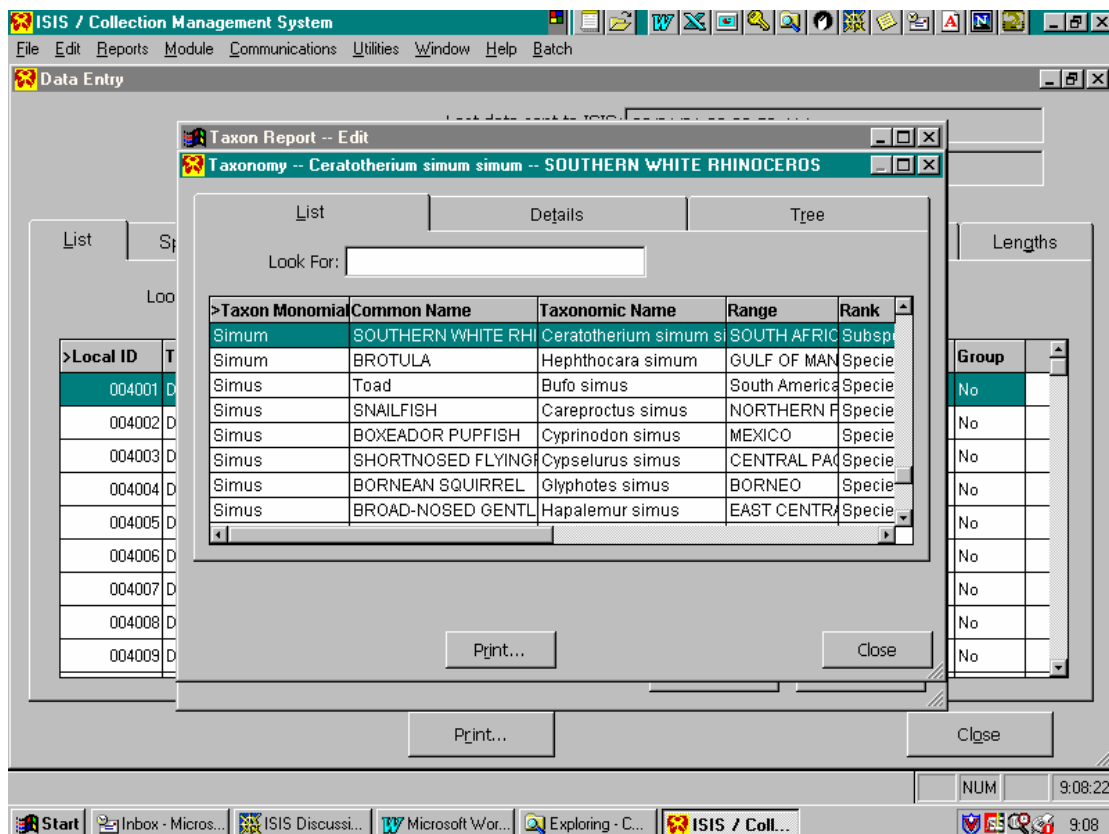 ISIS / Collection Management System
File Edit Reports Module Communications Utilities Window Help Batch
Data Entry
Taxon Report -- Edit
Taxonomy -- Ceratotherium simum simum -- SOUTHERN WHITE RHINOCEROS
List Details Tree
List Lengths
Look For:
>Taxon Monomial Common Name Taxonomic Name Range Rank
Simum SOUTHERN WHITE RHI Ceratotherium simum si SOUTH AFRIC Subspe
Simum BROTULA Hephthocara simum GULF OF MAN Specie
Simus Toad Bufo simus South America Specie
Simus SNAILFISH Careproctus simus NORTHERN P Specie
Simus BOXEADOR PUPFISH Cyprinodon simus MEXICO Specie
Simus SHORTNOSED FLYING Cypselurus simus CENTRAL PA Specie
Simus BORNEAN SQUIRREL Glyphotes simus BORNEO Specie
Simus BROAD-NOSED GENTL Hapalemur simus EAST CENTRA Specie
>Local ID T Group
004001 D No
004002 D No
004003 D No
004004 D No
004005 D No
004006 D No
004007 D No
004008 D No
004009 D No
Print... Close
Print... Close
NUM 9:08:22
Start Inbox - Micros... ISIS Discussi... Microsoft Wor... Exploring - C... ISIS / Coll... 9:08